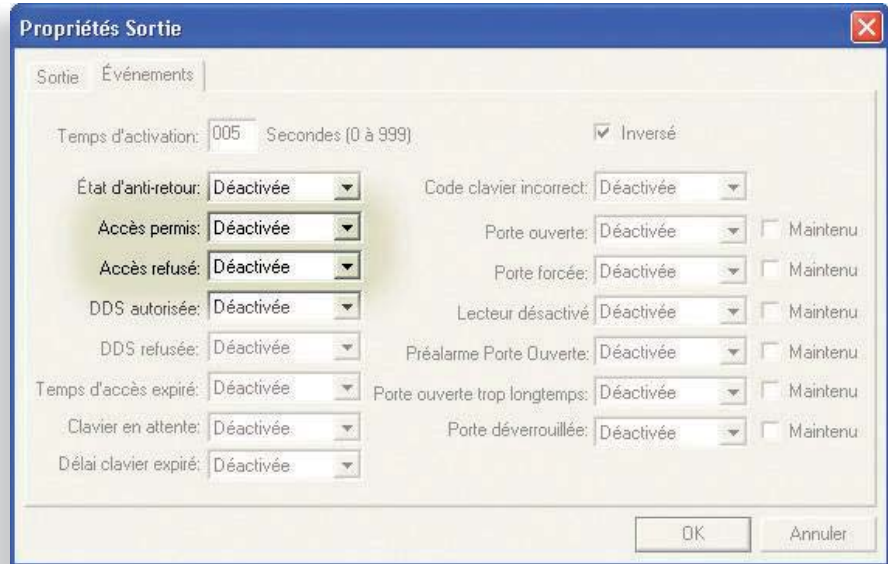 Propriétés Sortie
Sortie Événements
Temps d'activation: 005 Secondes (0 à 999) Inversé
État d'anti-retour: Déactivée Code clavier incorrect: Déactivée
Accès permis: Déactivée Porte ouverte: Déactivée Maintenu
Accès refusé: Déactivée Porte forcée: Déactivée Maintenu
DDS autorisée: Déactivée Lecteur désactivé Déactivée Maintenu
DDS refusée: Déactivée Préalarme Porte Ouverte: Déactivée Maintenu
Temps d'accès expiré: Déactivée Porte ouverte trop longtemps: Déactivée Maintenu
Clavier en attente: Déactivée Porte déverrouillée: Déactivée Maintenu
Délai clavier expiré: Déactivée
OK Annuler